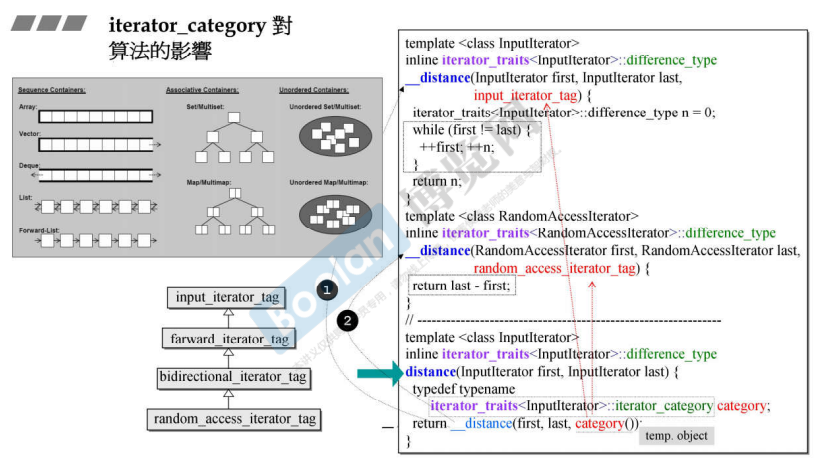 iterator_category 對
算法的影響
Sequence Containers:
Array:
Vector:
Deque:
List:
Forward-List:
Associative Containers:
Set/Multiset:
Map/Multimap:
Unordered Containers:
Unordered Set/Multiset:
Unordered Map/Multimap:
input_iterator_tag
farward_iterator_tag
bidirectional_iterator_tag
random_access_iterator_tag
1
2
template <class InputIterator>
inline iterator_traits<InputIterator>::difference_type
__distance(InputIterator first, InputIterator last,
input_iterator_tag) {
iterator_traits<InputIterator>::difference_type n = 0;
while (first != last) {
++first; ++n;
}
return n;
}
template <class RandomAccessIterator>
inline iterator_traits<RandomAccessIterator>::difference_type
__distance(RandomAccessIterator first, RandomAccessIterator last,
random_access_iterator_tag) {
return last - first;
}
// -----------------------------------------------------------
template <class InputIterator>
inline iterator_traits<InputIterator>::difference_type
distance(InputIterator first, InputIterator last) {
typedef typename
iterator_traits<InputIterator>::iterator_category category;
return __distance(first, last, category());
}
temp. object
Boolan
博览网